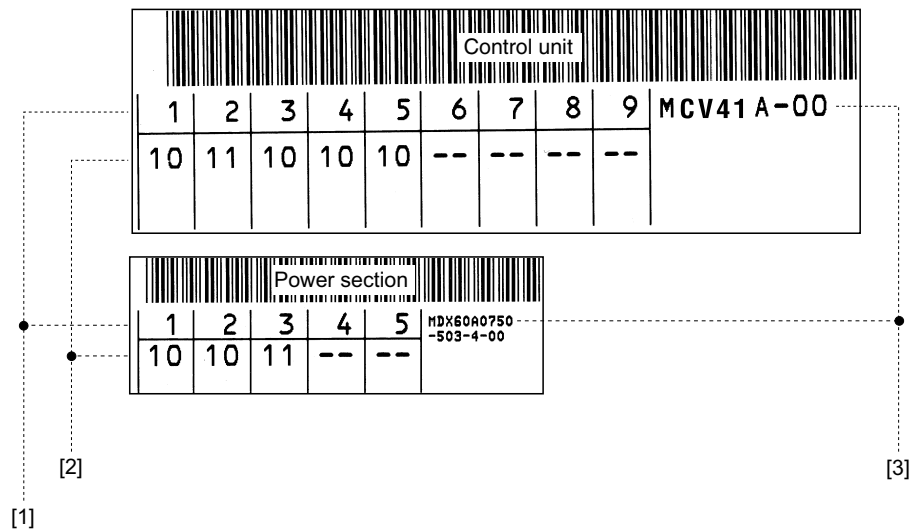 Control unit
1 2 3 4 5 6 7 8 9 MCV41A-00
10 11 10 10 10 -- -- -- --
Power section
1 2 3 4 5 MDX60A0750
-503-4-00
10 10 11 -- --
[2] [3]
[1]